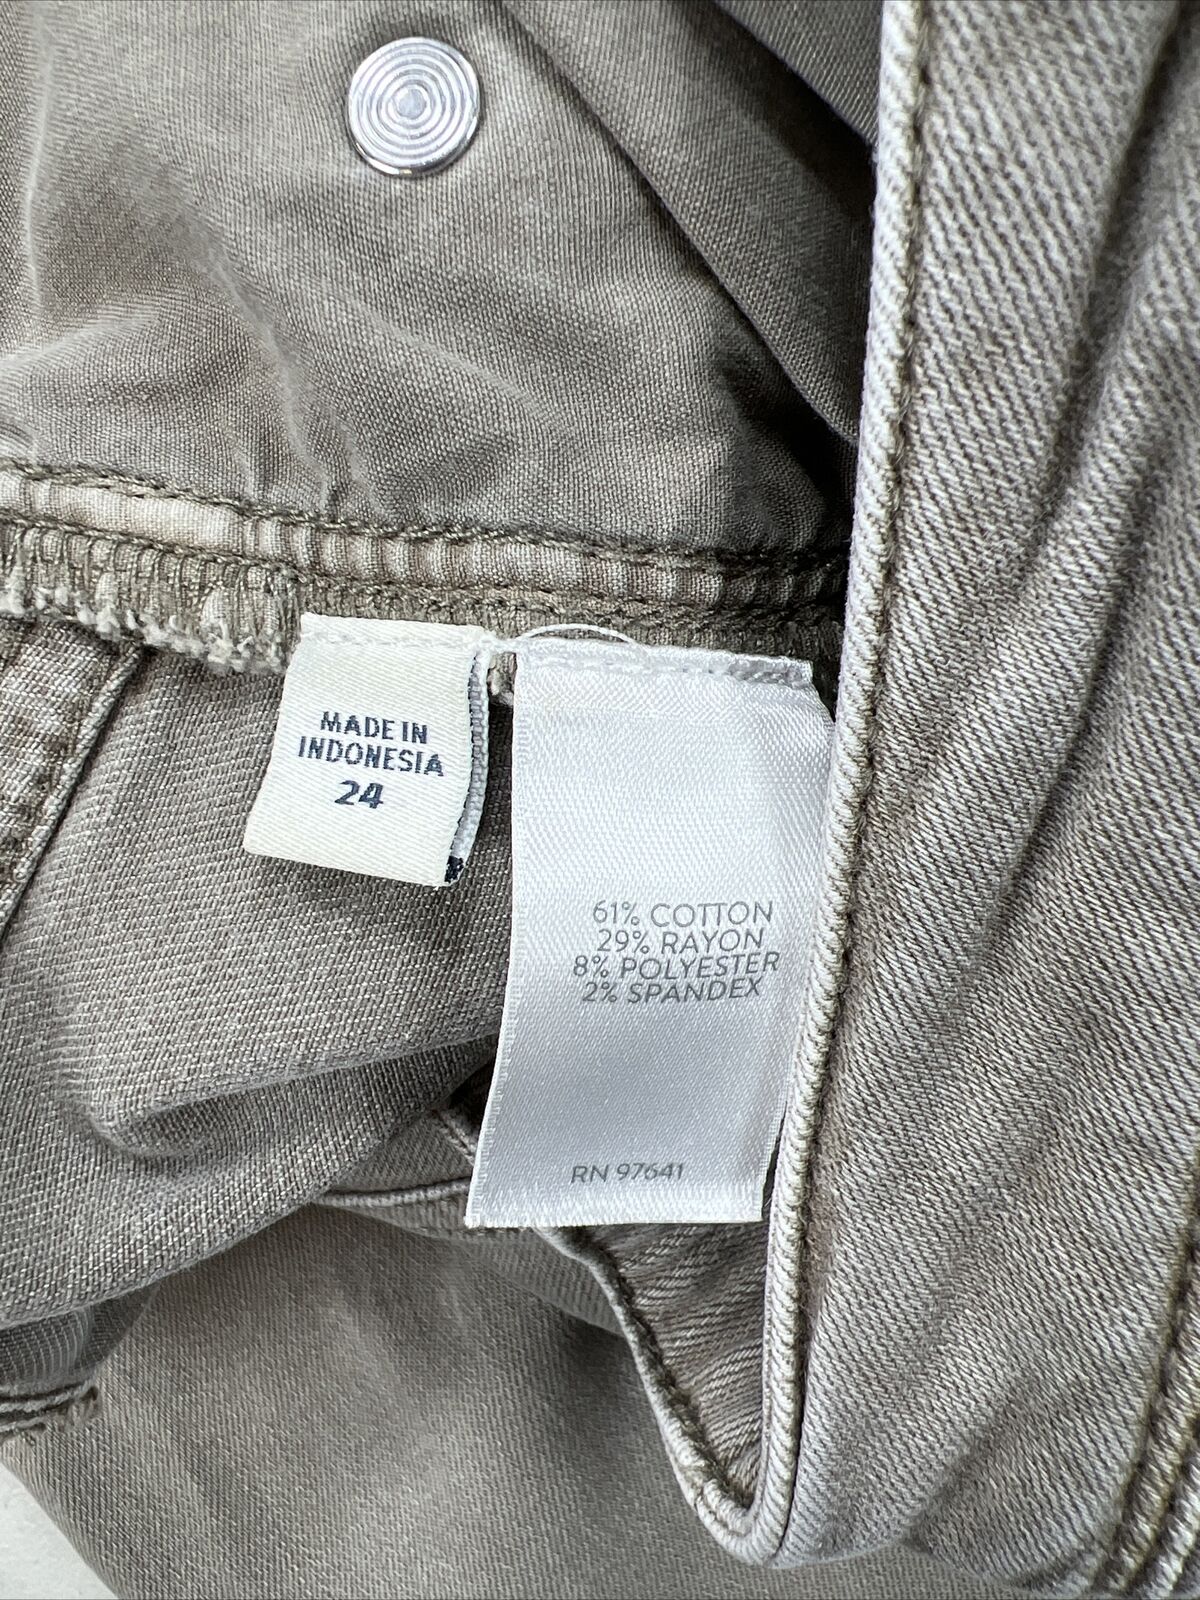 MADE IN
INDONESIA
24
61% COTTON
29% RAYON
8% POLYESTER
2% SPANDEX
RN 97641